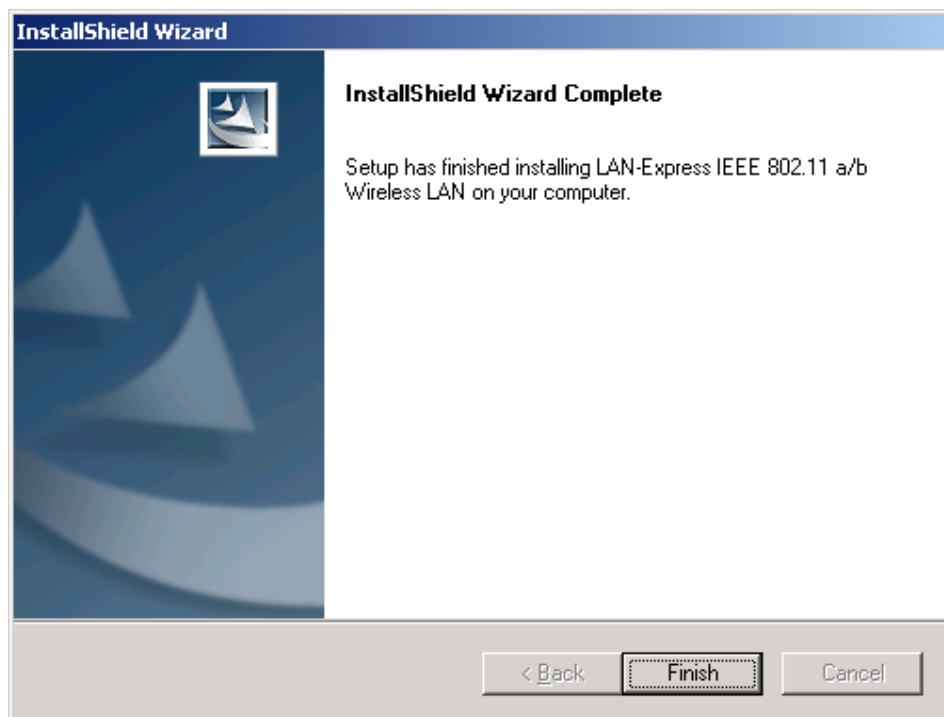 InstallShield Wizard
InstallShield Wizard Complete
Setup has finished installing LAN-Express IEEE 802.11 a/b
Wireless LAN on your computer.
< Back Finish Cancel